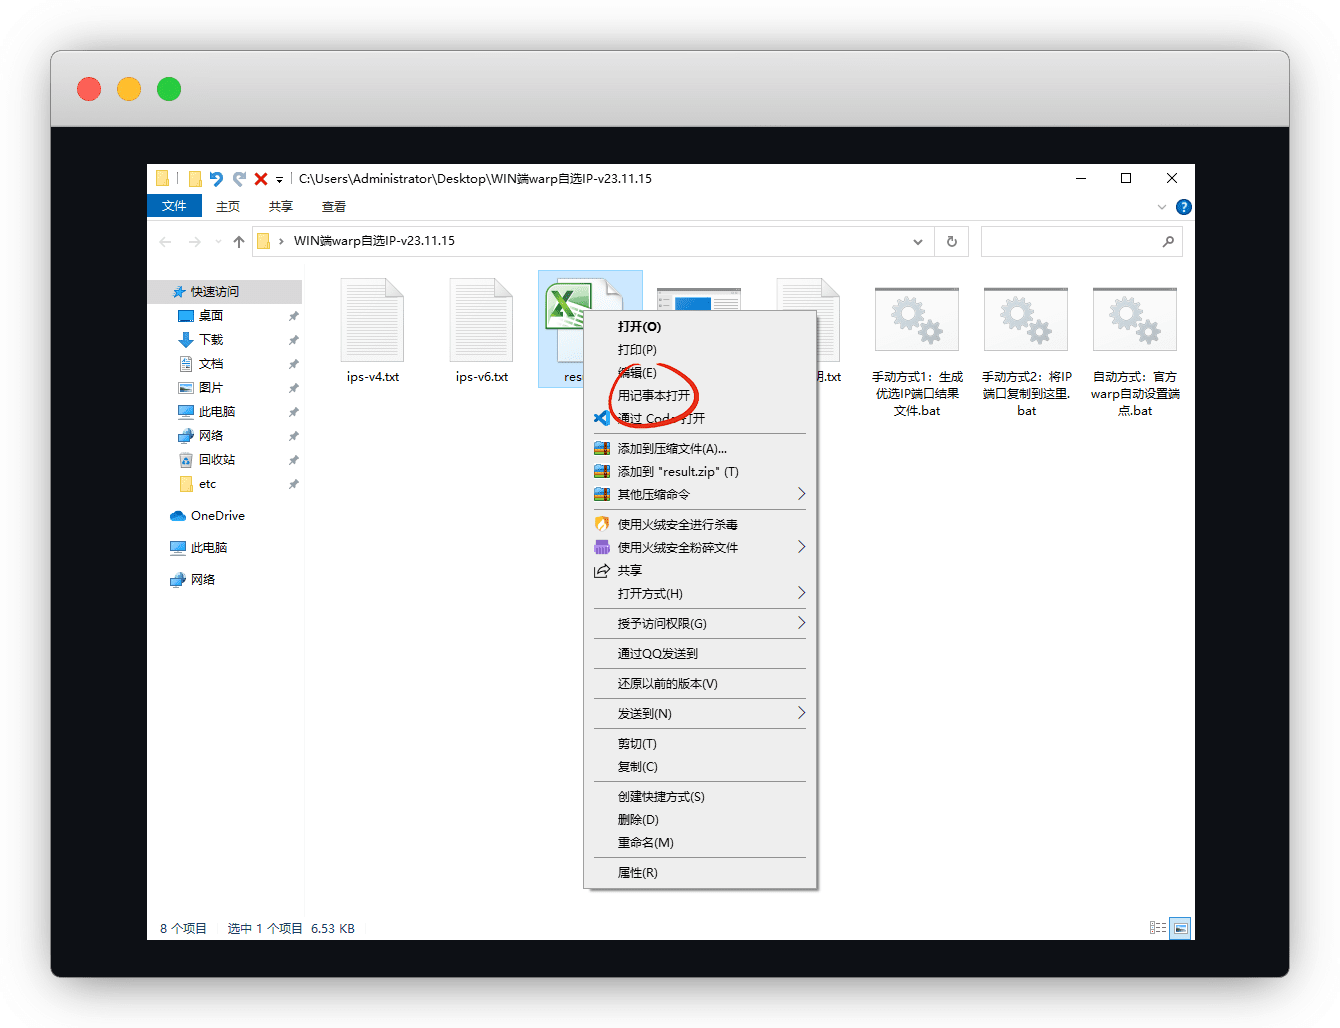 C:\Users\Administrator\Desktop\WIN端warp自选IP-v23.11.15
文件 主页 共享 查看
WIN端warp自选IP-v23.11.15
快速访问
桌面
下载
文档
图片
此电脑
网络
回收站
etc
OneDrive
此电脑
网络
ips-v4.txt
ips-v6.txt
res
明.txt
手动方式1：生成
优选IP端口结果
文件.bat
手动方式2：将IP
端口复制到这里.
bat
自动方式：官方
warp自动设置端
点.bat
打开(O)
打印(P)
编辑(E)
用记事本打开
通过 Code 打开
添加到压缩文件(A)...
添加到 "result.zip" (T)
其他压缩命令
使用火绒安全进行杀毒
使用火绒安全粉碎文件
共享
打开方式(H)
授予访问权限(G)
通过QQ发送到
还原以前的版本(V)
发送到(N)
剪切(T)
复制(C)
创建快捷方式(S)
删除(D)
重命名(M)
属性(R)
8 个项目 选中 1 个项目 6.53 KB